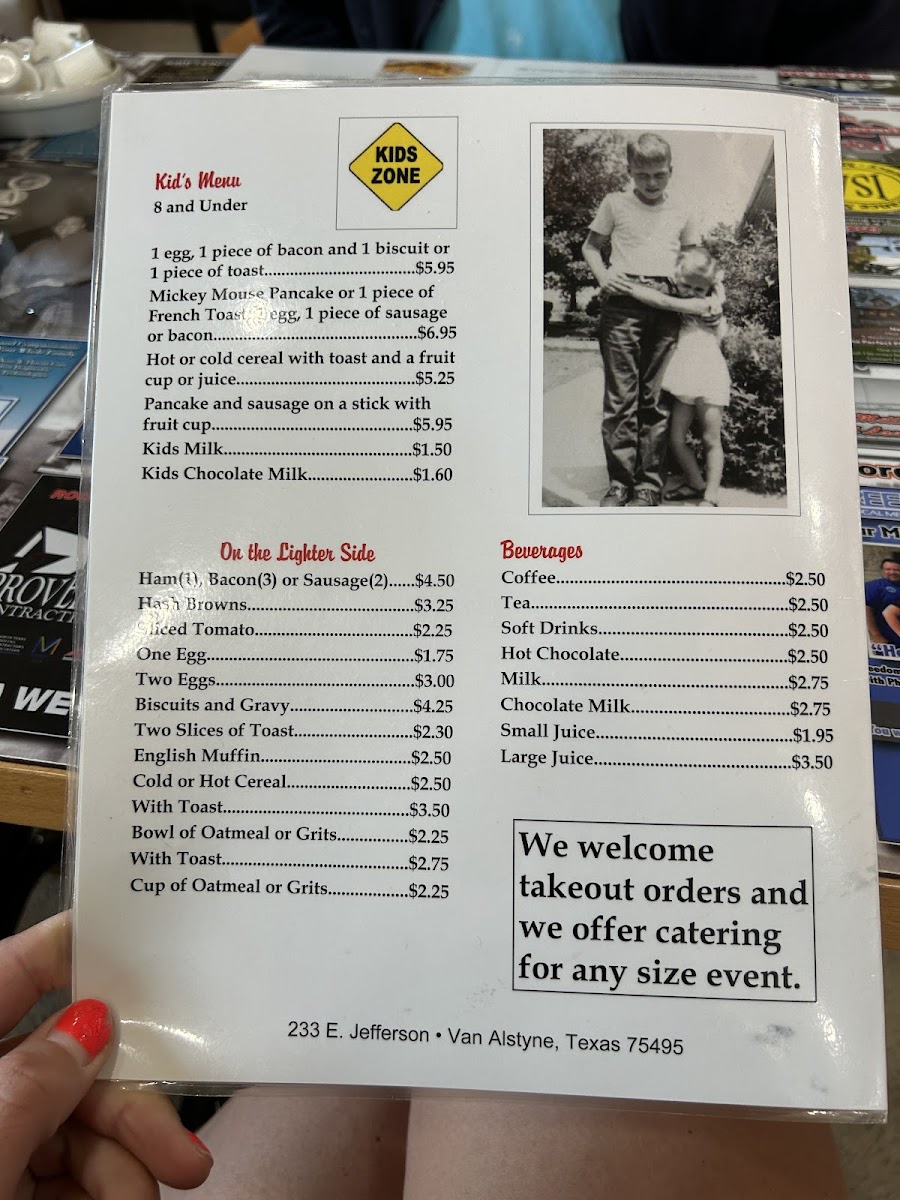 KIDS
ZONE
Kid's Menu
8 and Under
1 egg, 1 piece of bacon and 1 biscuit or
1 piece of toast....................................$5.95
Mickey Mouse Pancake or 1 piece of
French Toast, 1 egg, 1 piece of sausage
or bacon.................................................$6.95
Hot or cold cereal with toast and a fruit
cup or juice...........................................$5.25
Pancake and sausage on a stick with
fruit cup................................................$5.95
Kids Milk.............................................$1.50
Kids Chocolate Milk.........................$1.60
On the Lighter Side
Ham(1), Bacon(3) or Sausage(2)......$4.50
Hash Browns........................................$3.25
Sliced Tomato......................................$2.25
One Egg.................................................$1.75
Two Eggs...............................................$3.00
Biscuits and Gravy..............................$4.25
Two Slices of Toast............................$2.30
English Muffin....................................$2.50
Cold or Hot Cereal..............................$2.50
With Toast............................................$3.50
Bowl of Oatmeal or Grits.................$2.25
With Toast............................................$2.75
Cup of Oatmeal or Grits...................$2.25
Beverages
Coffee.......................................................$2.50
Tea..............................................................$2.50
Soft Drinks..............................................$2.50
Hot Chocolate........................................$2.50
Milk...........................................................$2.75
Chocolate Milk......................................$2.75
Small Juice...............................................$1.95
Large Juice...............................................$3.50
We welcome
takeout orders and
we offer catering
for any size event.
233 E. Jefferson • Van Alstyne, Texas 75495